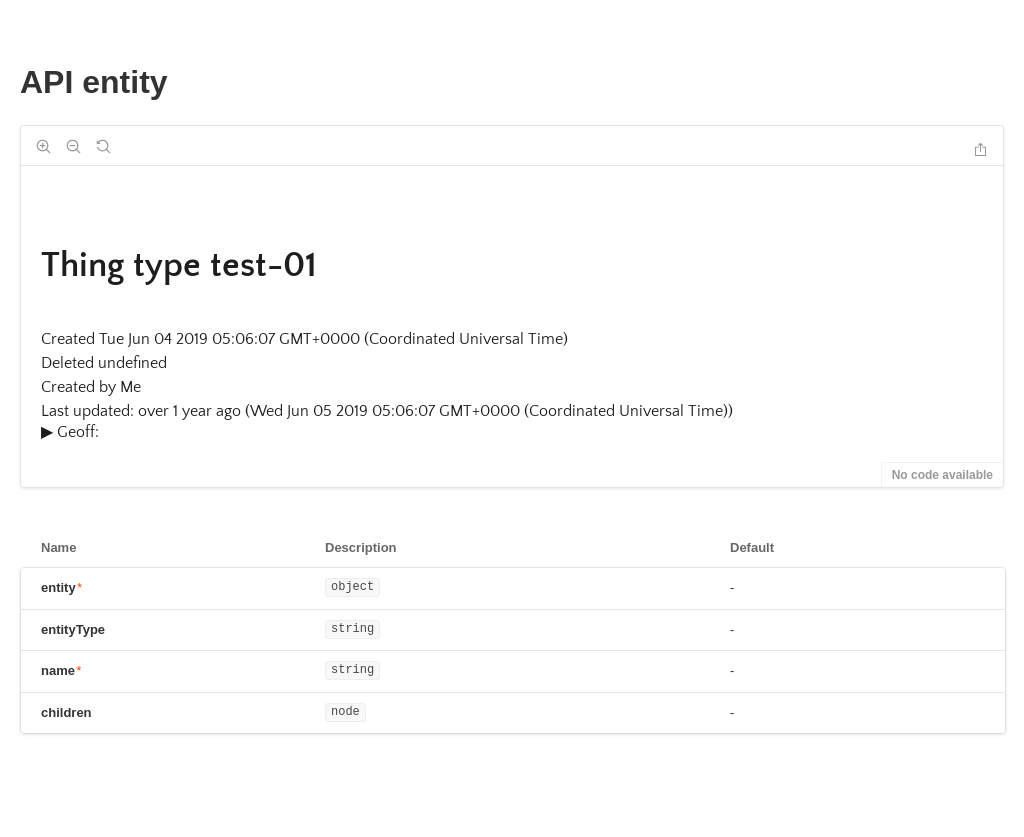 API entity
Thing type test-01
Created Tue Jun 04 2019 05:06:07 GMT+0000 (Coordinated Universal Time)
Deleted undefined
Created by Me
Last updated: over 1 year ago (Wed Jun 05 2019 05:06:07 GMT+0000 (Coordinated Universal Time))
▶ Geoff:
No code available
Name Description Default
entity* object -
entityType string -
name* string -
children node -